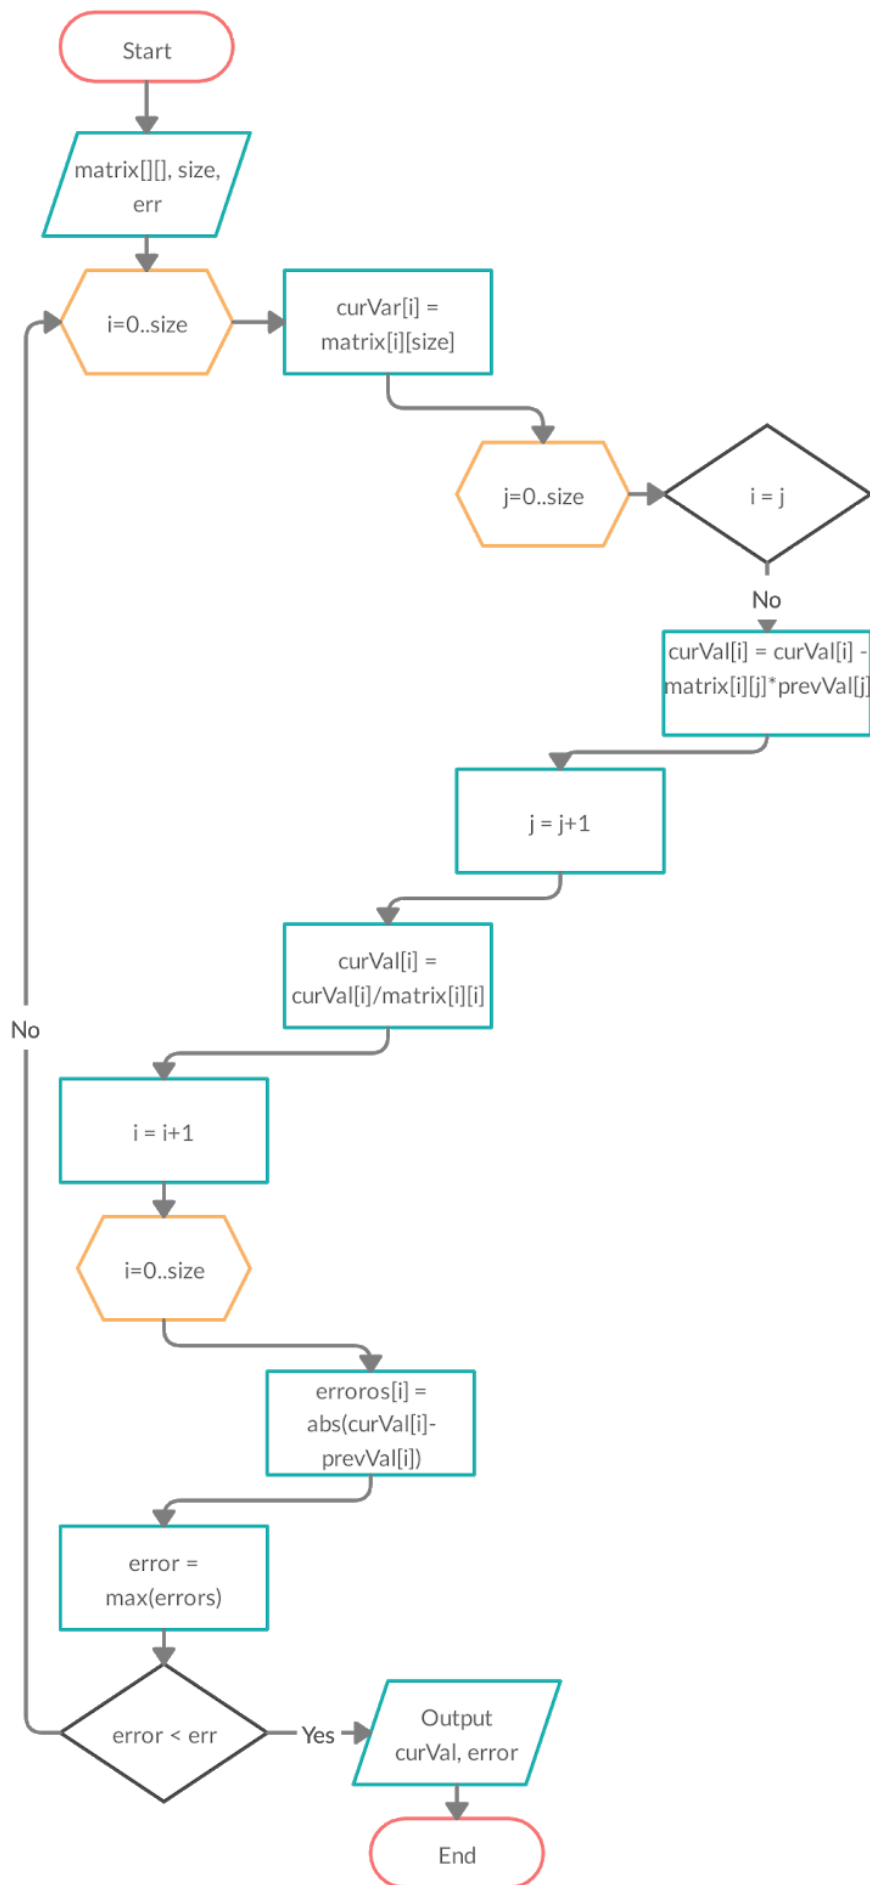 Start
matrix[][], size,
err
i=0..size
curVar[i] =
matrix[i][size]
j=0..size
i = j
No
curVal[i] = curVal[i] -
matrix[i][j]*prevVal[j]
j = j+1
curVal[i] =
curVal[i]/matrix[i][i]
No
i = i+1
i=0..size
erroros[i] =
abs(curVal[i]-
prevVal[i])
error =
max(errors)
error < err
Yes
Output
curVal, error
End